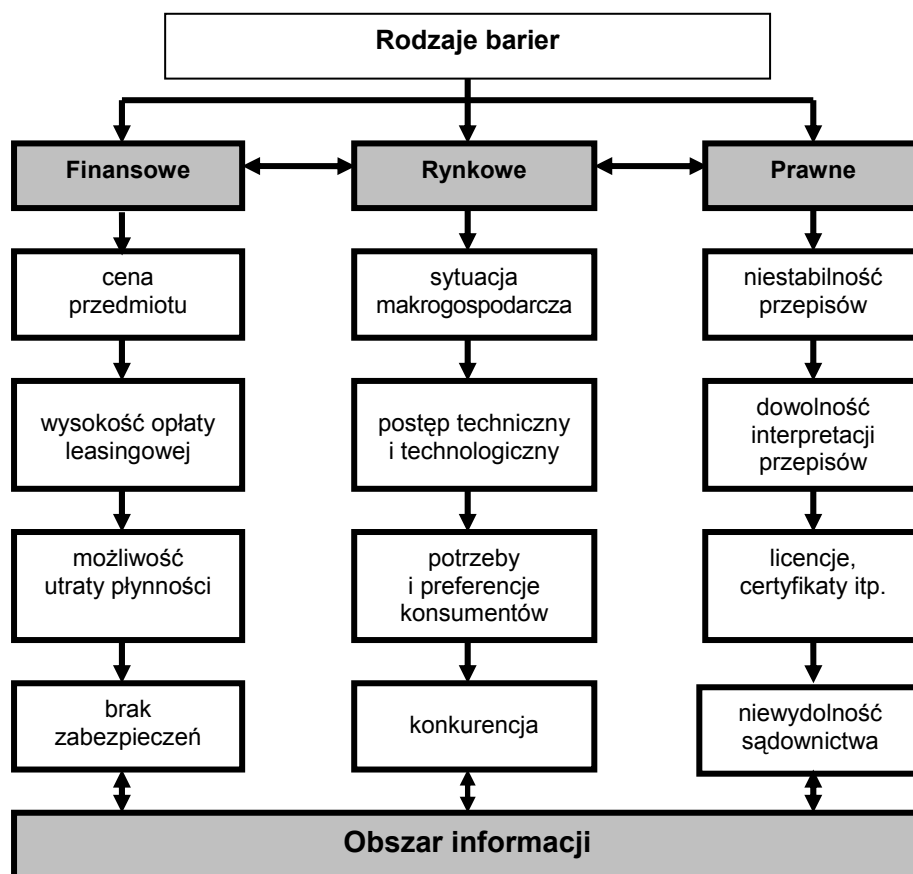 Rodzaje barier
Finansowe
Rynkowe
Prawne
cena
przedmiotu
sytuacja
makrogospodarcza
niestabilność
przepisów
wysokość opłaty
leasingowej
postęp techniczny
i technologiczny
dowolność
interpretacji
przepisów
możliwość
utraty płynności
potrzeby
i preferencje
konsumentów
licencje,
certyfikaty itp.
brak
zabezpieczeń
konkurencja
niewydolność
sądownictwa
Obszar informacji